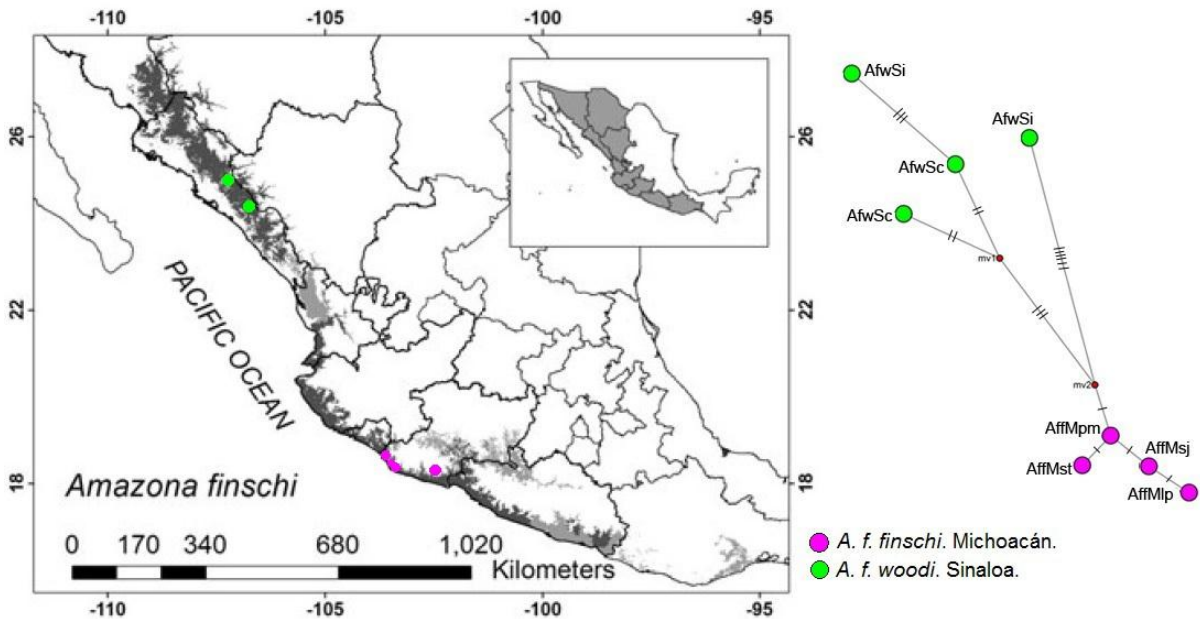 -110 -105 -100 -95
26
22
18
PACIFIC OCEAN
Amazona finschi
0 170 340 680 1,020
Kilometers
26
22
18
-110 -105 -100 -95
AfwSi
AfwSi
AfwSc
AfwSc
mv1
mv2
AffMpm
AffMsj
AffMst
AffMlp
A. f. finschi. Michoacán.
A. f. woodi. Sinaloa.